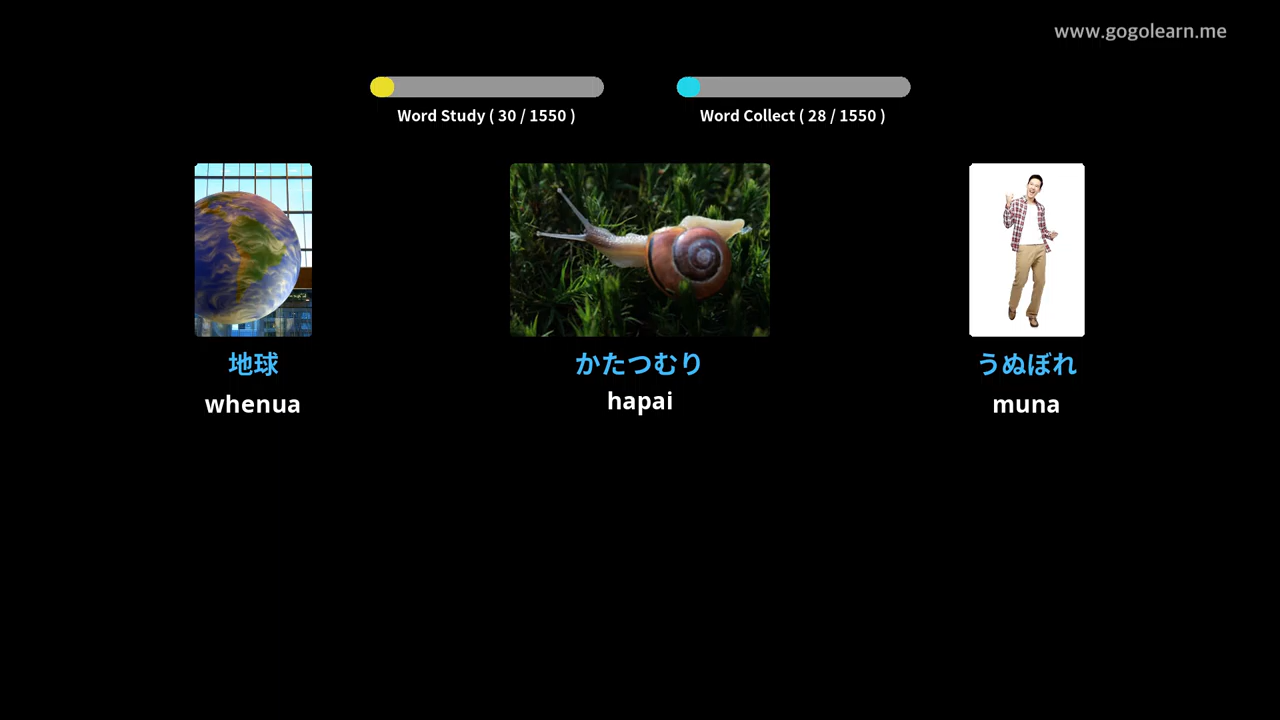 www.gogolearn.me
Word Study ( 30 / 1550 )
Word Collect ( 28 / 1550 )
地球
whenua
かたつむり
hapai
うぬぼれ
muna